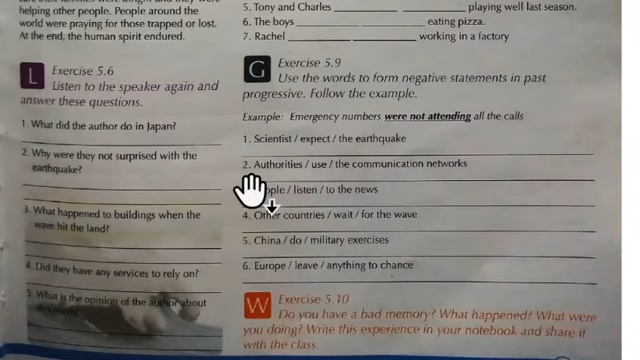 helping other people. People around the
world were praying for those trapped or lost.
At the end, the human spirit endured.
L
Exercise 5.6
Listen to the speaker again and
answer these questions.
1. What did the author do in Japan?
2. Why were they not surprised with the
earthquake?
3. What happened to buildings when the
wave hit the land?
4. Did they have any services to rely on?
5. What is the opinion of the author about
5. Tony and Charles playing well last season.
6. The boys eating pizza.
7. Rachel working in a factory
G
Exercise 5.9
Use the words to form negative statements in past
progressive. Follow the example.
Example: Emergency numbers were not attending all the calls
1. Scientist / expect / the earthquake
2. Authorities / use / the communication networks
/ listen / to the news
4. Other countries / wait / for the wave
5. China / do / military exercises
6. Europe / leave / anything to chance
W
Exercise 5.10
Do you have a bad memory? What happened? What were
you doing? Write this experience in your notebook and share it
with the class.